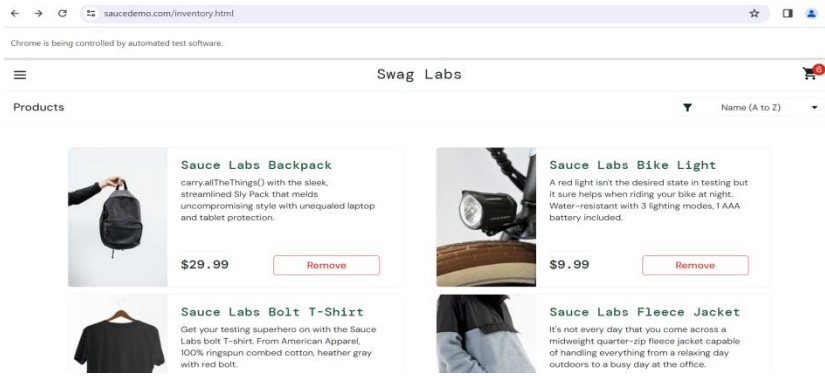 saucedemo.com/inventory.html
Chrome is being controlled by automated test software.
Swag Labs
6
Products
Name (A to Z)
Sauce Labs Backpack
carry.allTheThings() with the sleek,
streamlined Sly Pack that melds
uncompromising style with unequaled laptop
and tablet protection.
$29.99
Remove
Sauce Labs Bike Light
A red light isn't the desired state in testing but
it sure helps when riding your bike at night.
Water-resistant with 3 lighting modes, 1 AAA
battery included.
$9.99
Remove
Sauce Labs Bolt T-Shirt
Get your testing superhero on with the Sauce
Labs bolt T-shirt. From American Apparel,
100% ringspun combed cotton, heather gray
with red bolt.
Sauce Labs Fleece Jacket
It's not every day that you come across a
midweight quarter-zip fleece jacket capable
of handling everything from a relaxing day
outdoors to a busy day at the office.